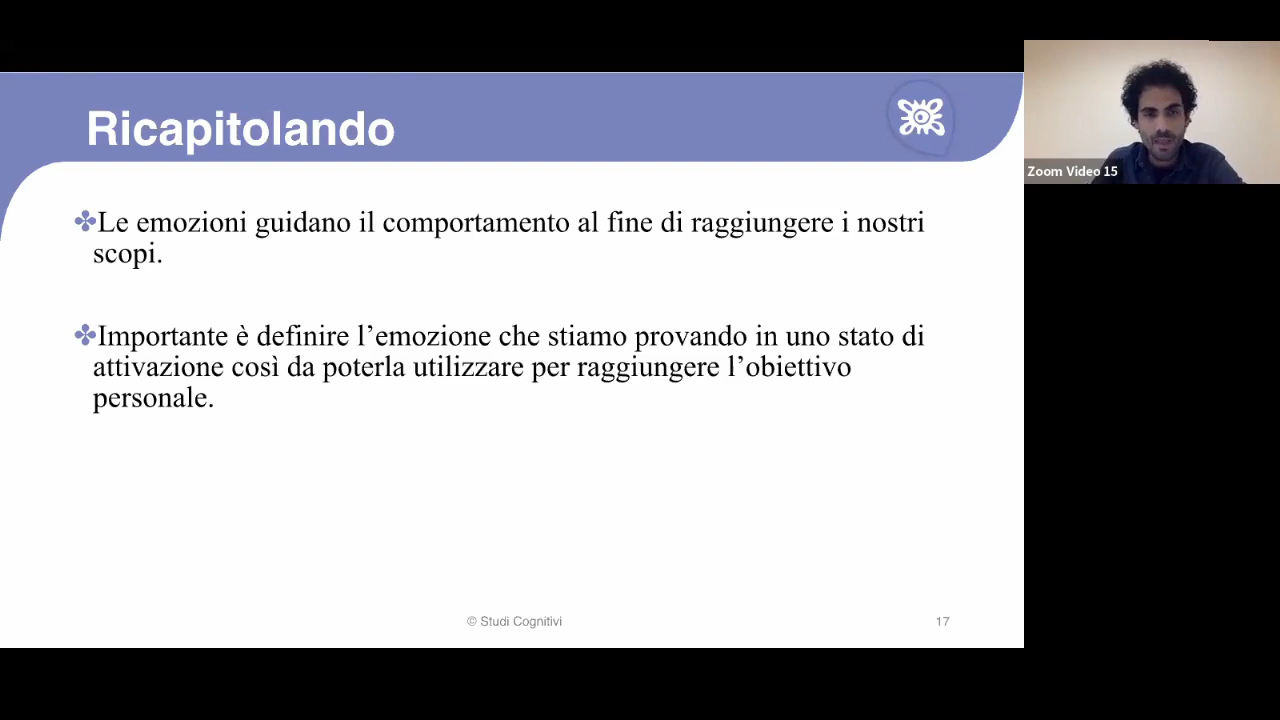 Ricapitolando
Zoom Video 15
Le emozioni guidano il comportamento al fine di raggiungere i nostri
scopi.
Importante è definire l’emozione che stiamo provando in uno stato di
attivazione così da poterla utilizzare per raggiungere l’obiettivo
personale.
© Studi Cognitivi
17